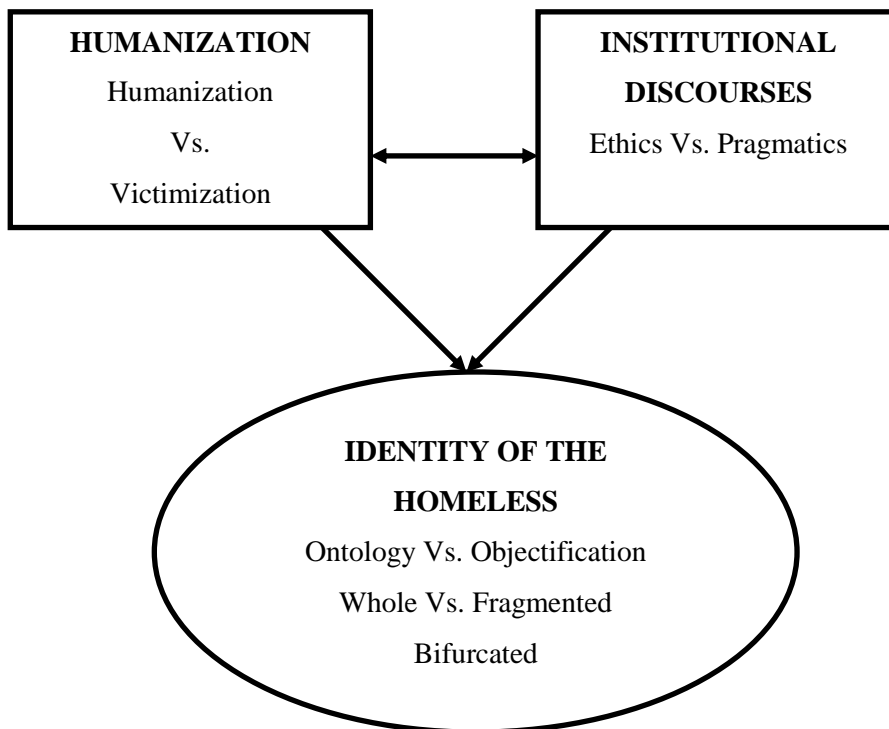 HUMANIZATION
Humanization
Vs.
Victimization
INSTITUTIONAL
DISCOURSES
Ethics Vs. Pragmatics
IDENTITY OF THE
HOMELESS
Ontology Vs. Objectification
Whole Vs. Fragmented
Bifurcated